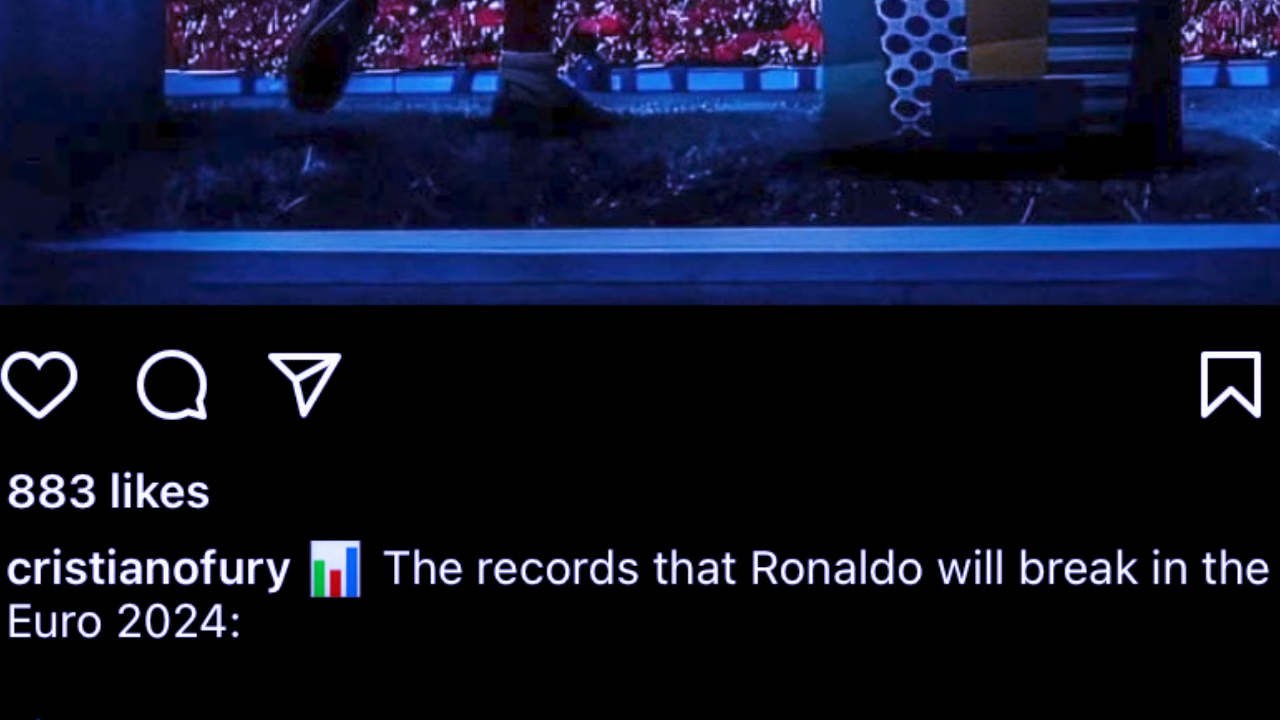 883 likes
cristianofury 📊 The records that Ronaldo will break in the
Euro 2024: